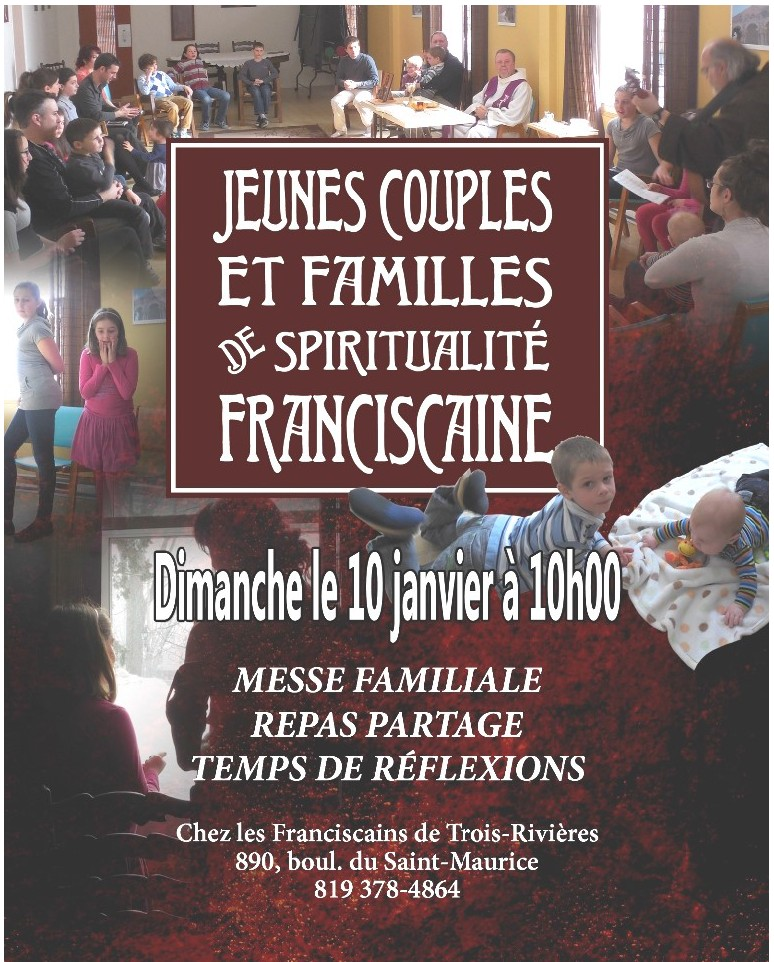 JEUNES COUPLES
ET FAMILLES
DE SPIRITUALITÉ
FRANCISCAINE
Dimanche le 10 janvier à 10h00
MESSE FAMILIALE
REPAS PARTAGE
TEMPS DE RÉFLEXIONS
Chez les Franciscains de Trois-Rivières
890, boul. du Saint-Maurice
819 378-4864